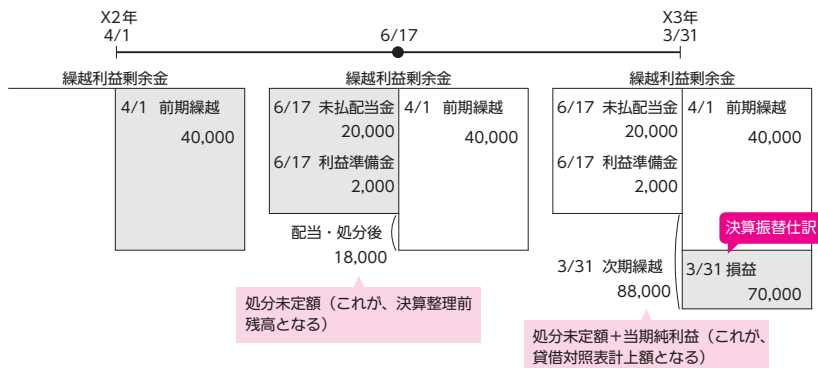 X2年
4/1
6/17
X3年
3/31
繰越利益剰余金
4/1 前期繰越
40,000
繰越利益剰余金
6/17 未払配当金
20,000
6/17 利益準備金
2,000
4/1 前期繰越
40,000
配当・処分後
18,000
処分未定額(これが、決算整理前
残高となる)
繰越利益剰余金
6/17 未払配当金
20,000
6/17 利益準備金
2,000
4/1 前期繰越
40,000
決算振替仕訳
3/31 次期繰越
88,000
3/31 損益
70,000
処分未定額+当期純利益(これが、
貸借対照表計上額となる)